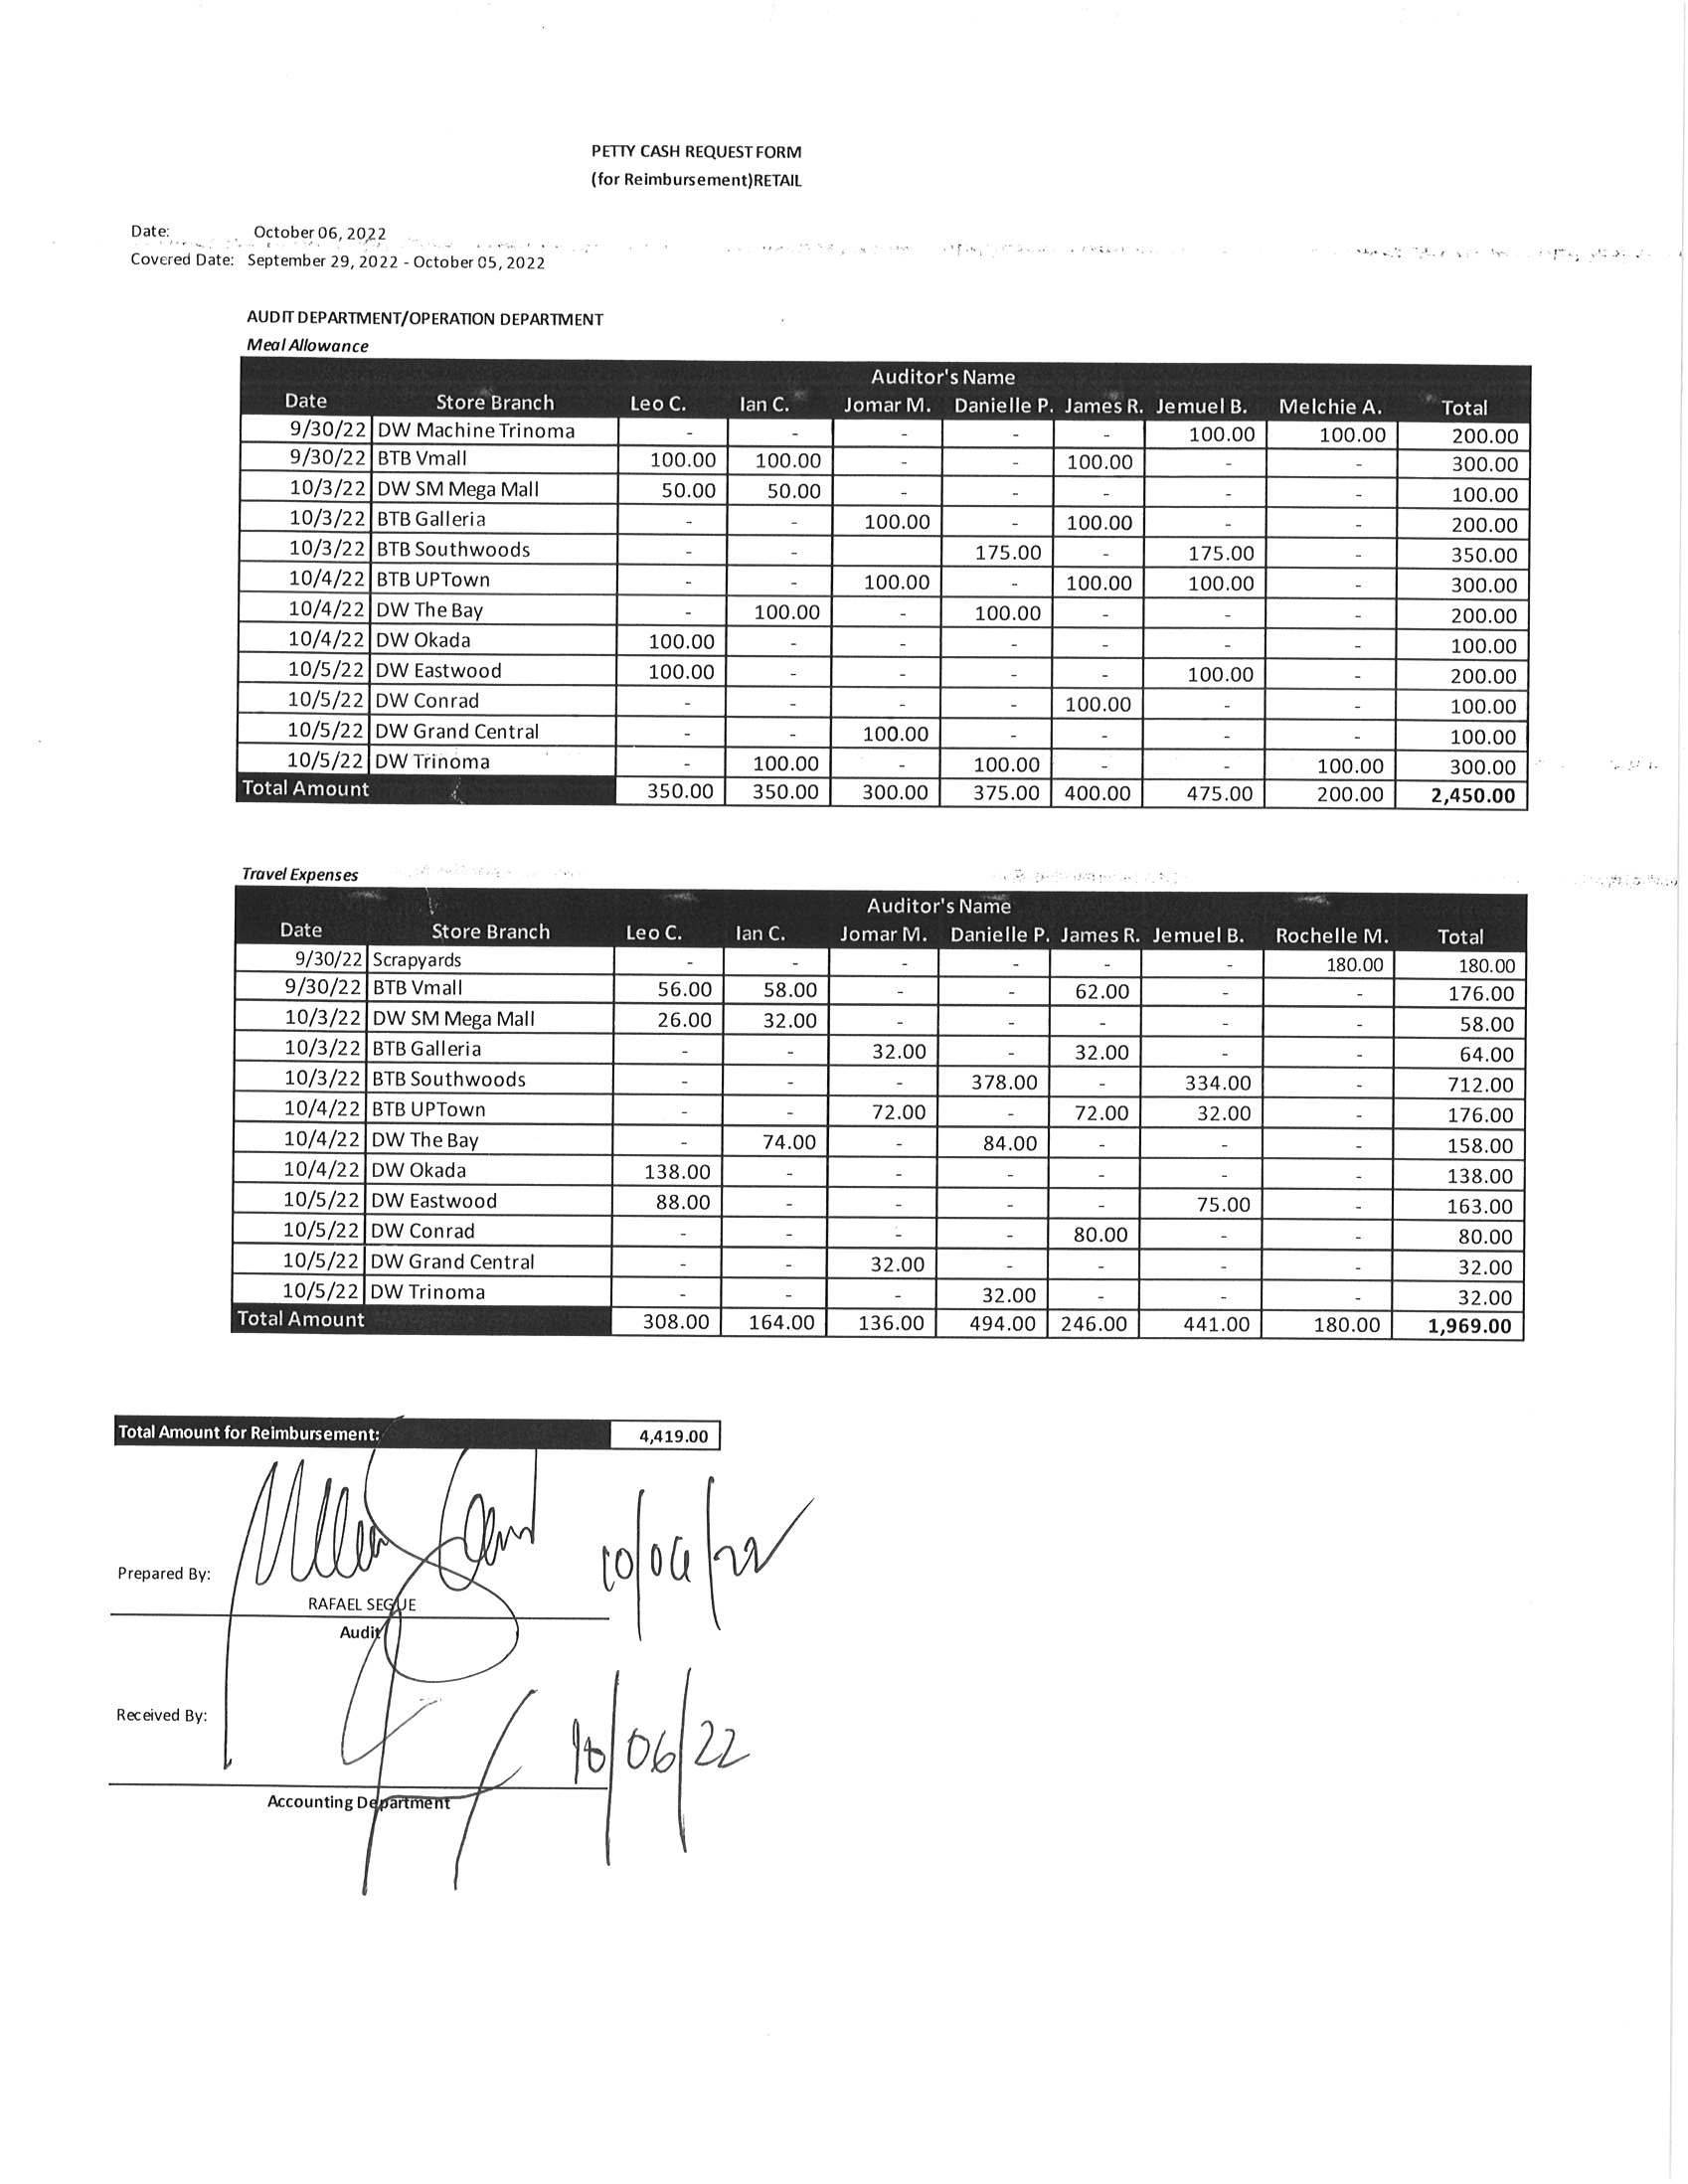 PETTY CASH REQUEST FORM
(for Reimbursement)RETAIL
Date: October 06, 2022
Covered Date: September 29, 2022 - October 05, 2022
AUDIT DEPARTMENT/OPERATION DEPARTMENT
Meal Allowance
Auditor's Name
Date Store Branch Leo C. Ian C. Jomar M. Danielle P. James R. Jemuel B. Melchie A. Total
9/30/22 DW Machine Trinoma - - - - - 100.00 100.00 200.00
9/30/22 BTB Vmall 100.00 100.00 - - 100.00 - - 300.00
10/3/22 DW SM Mega Mall 50.00 50.00 - - - - - 100.00
10/3/22 BTB Galleria - - 100.00 - 100.00 - - 200.00
10/3/22 BTB Southwoods - - 175.00 - 175.00 - 350.00
10/4/22 BTB UPTown - - 100.00 - 100.00 100.00 - 300.00
10/4/22 DW The Bay - 100.00 - 100.00 - - - 200.00
10/4/22 DW Okada 100.00 - - - - - - 100.00
10/5/22 DW Eastwood 100.00 - - - - 100.00 - 200.00
10/5/22 DW Conrad - - - - 100.00 - - 100.00
10/5/22 DW Grand Central - - 100.00 - - - - 100.00
10/5/22 DW Trinoma - 100.00 - 100.00 - - 100.00 300.00
Total Amount 350.00 350.00 300.00 375.00 400.00 475.00 200.00 2,450.00
Travel Expenses
Auditor's Name
Date Store Branch Leo C. Ian C. Jomar M. Danielle P. James R. Jemuel B. Rochelle M. Total
9/30/22 Scrapyards - - - - - - 180.00 180.00
9/30/22 BTB Vmall 56.00 58.00 - - 62.00 - - 176.00
10/3/22 DW SM Mega Mall 26.00 32.00 - - - - - 58.00
10/3/22 BTB Galleria - - 32.00 - 32.00 - - 64.00
10/3/22 BTB Southwoods - - - 378.00 - 334.00 - 712.00
10/4/22 BTB UPTown - - 72.00 - 72.00 32.00 - 176.00
10/4/22 DW The Bay - 74.00 - 84.00 - - - 158.00
10/4/22 DW Okada 138.00 - - - - - - 138.00
10/5/22 DW Eastwood 88.00 - - - - 75.00 - 163.00
10/5/22 DW Conrad - - - - 80.00 - - 80.00
10/5/22 DW Grand Central - - 32.00 - - - - 32.00
10/5/22 DW Trinoma - - - 32.00 - - - 32.00
Total Amount 308.00 164.00 136.00 494.00 246.00 441.00 180.00 1,969.00
Total Amount for Reimbursement: 4,419.00
10/06/22
Prepared By:
RAFAEL SEGUE
Audit
Received By: 10/06/22
Accounting Department